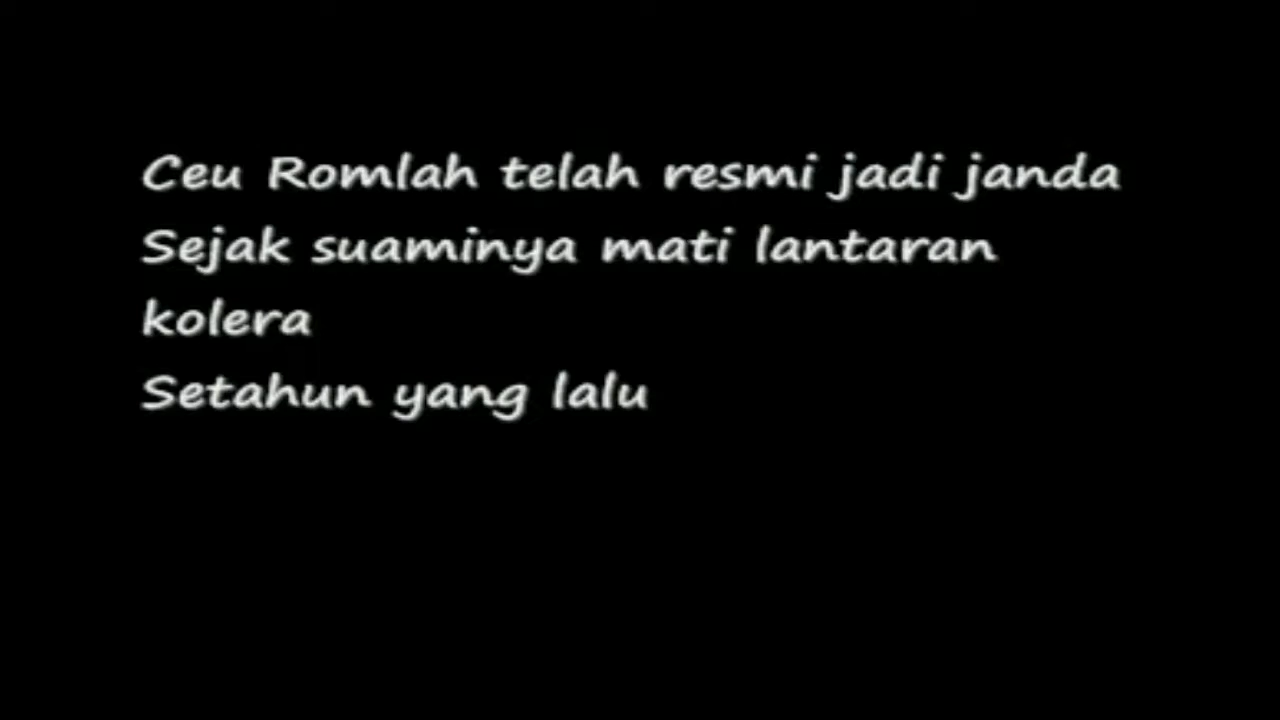 Ceu Romlah telah resmi jadi janda
Sejak suaminya mati lantaran
kolera
Setahun yang lalu